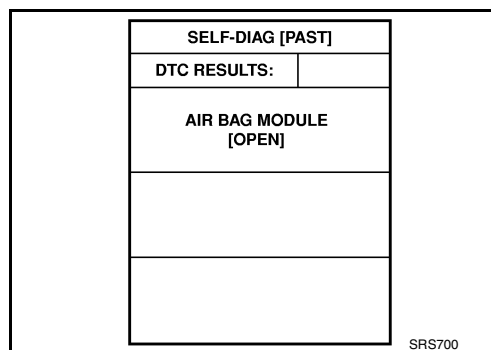 SELF-DIAG [PAST]
DTC RESULTS:
AIR BAG MODULE
[OPEN]
SRS700